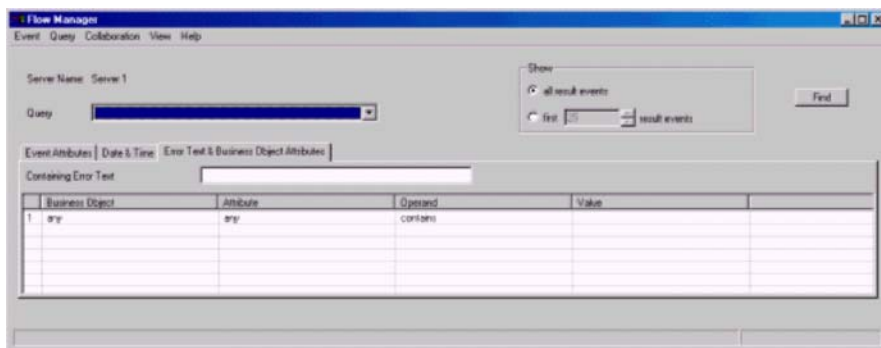 Flow Manager
Event Query Collaboration View Help
Server Name: Server 1
Query
Show
all result events
first 25 result events
Find
Event Attributes Date & Time Error Text & Business Object Attributes
Containing Error Text
Business Object Attribute Operand Value
1 any any contains